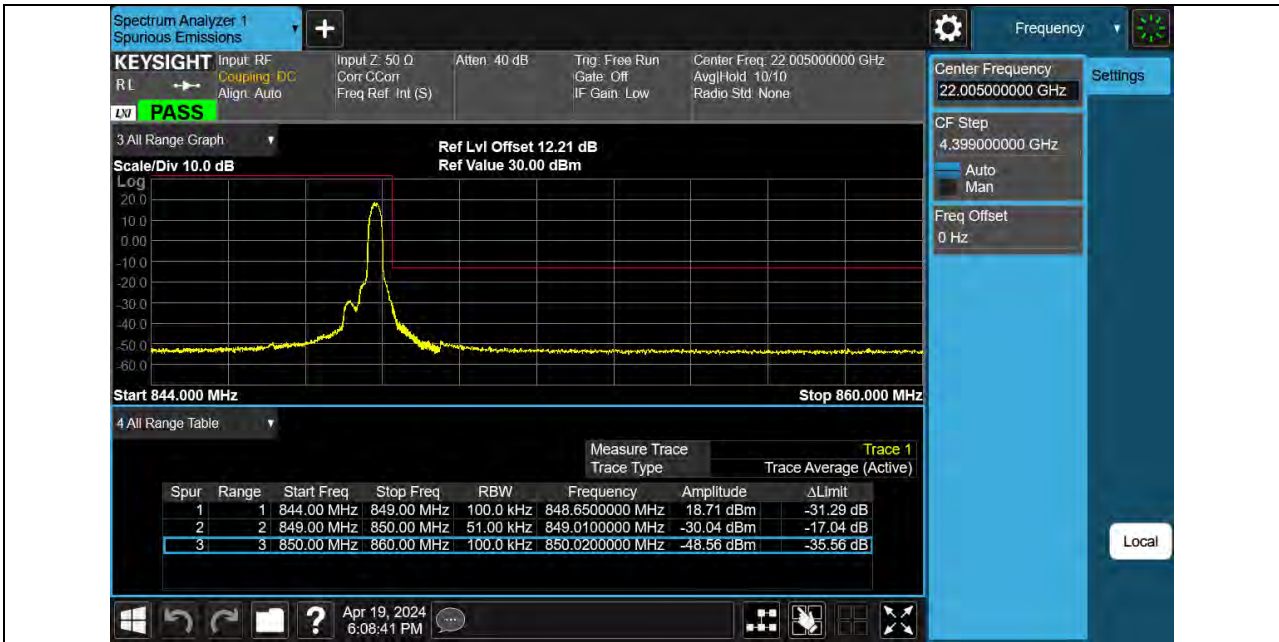 Spectrum Analyzer 1
Spurious Emissions
Frequency
KEYSIGHT
RL
LXI PASS
Input: RF
Coupling: DC
Align: Auto
Input Z: 50 Ω
Corr CCorr
Freq Ref: Int (S)
Atten: 40 dB
Trig: Free Run
Gate: Off
IF Gain: Low
Center Freq: 22.005000000 GHz
Avg|Hold: 10/10
Radio Std: None
Center Frequency
22.005000000 GHz
Settings
CF Step
4.399000000 GHz
Auto
Man
Freq Offset
0 Hz
3 All Range Graph
Scale/Div 10.0 dB
Ref Lvl Offset 12.21 dB
Ref Value 30.00 dBm
Log
20.0
10.0
0.00
-10.0
-20.0
-30.0
-40.0
-50.0
-60.0
Start 844.000 MHz Stop 860.000 MHz
4 All Range Table
Measure Trace Trace 1
Trace Type Trace Average (Active)
Spur Range Start Freq Stop Freq RBW Frequency Amplitude ΔLimit
1 1 844.00 MHz 849.00 MHz 100.0 kHz 848.6500000 MHz 18.71 dBm -31.29 dB
2 2 849.00 MHz 850.00 MHz 51.00 kHz 849.0100000 MHz -30.04 dBm -17.04 dB
3 3 850.00 MHz 860.00 MHz 100.0 kHz 850.0200000 MHz -48.56 dBm -35.56 dB
Local
?
Apr 19, 2024
6:08:41 PM